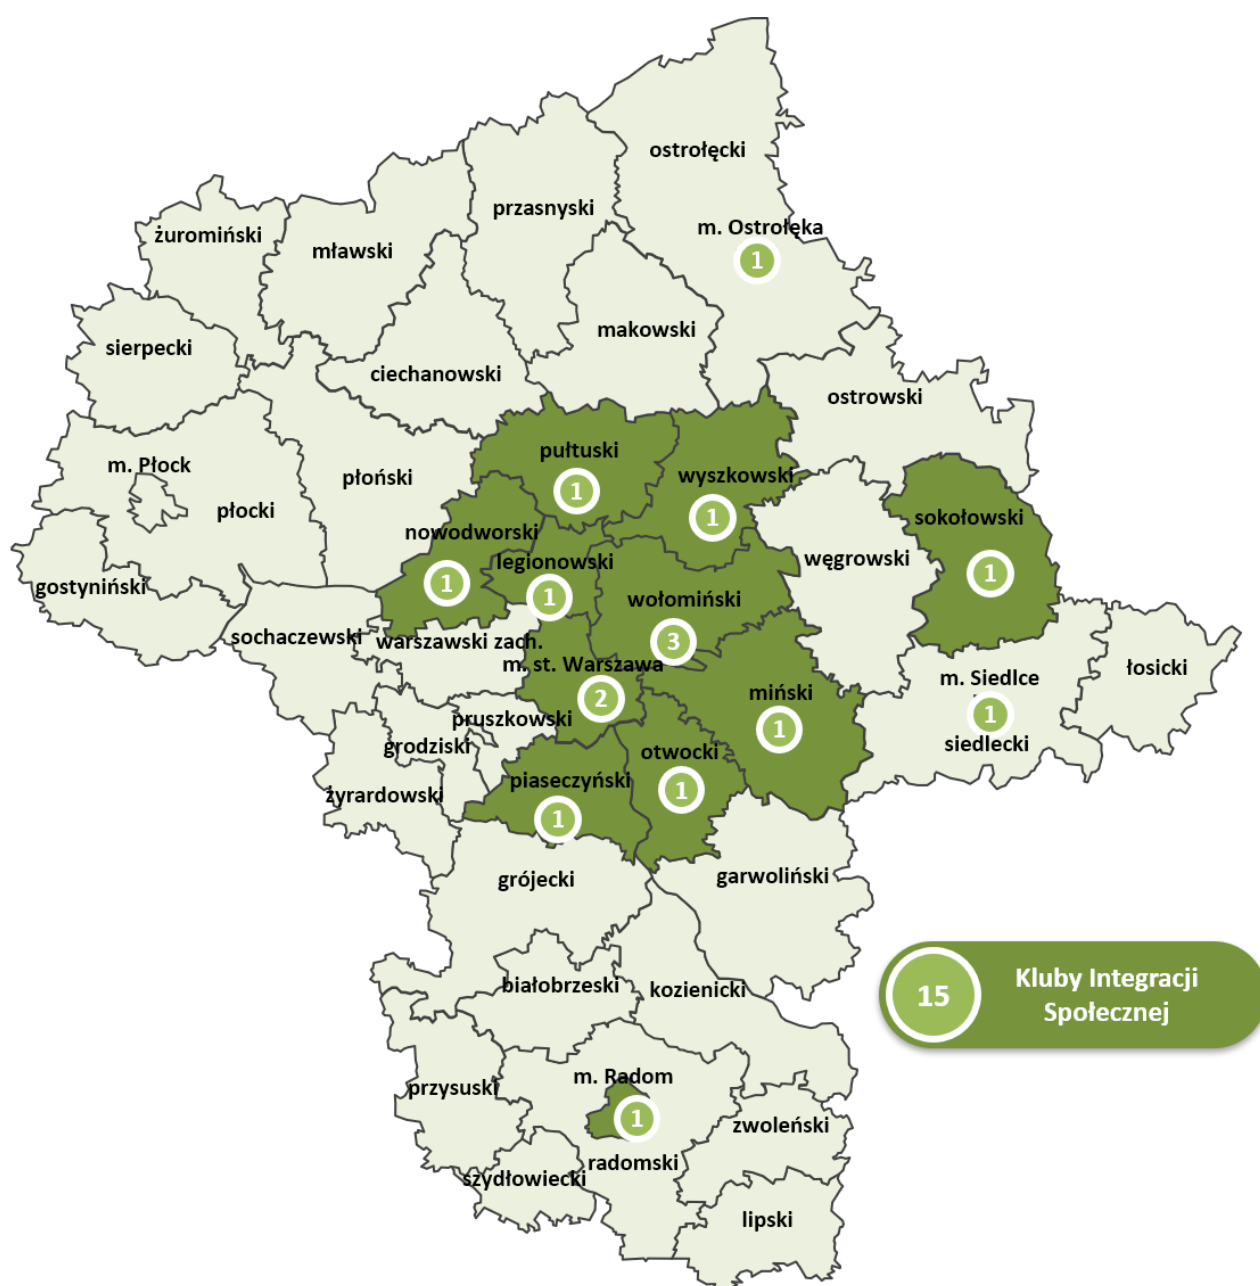 ostrołęcki
przasnyski
m. Ostrołęka
1
żuromiński
mławski
makowski
sierpecki
ciechanowski
ostrowski
pułtuski
1
m. Płock
płoński
wyszkowski
1
płocki
sokołowski
1
nowodworski
1
legionowski
1
węgrowski
gostyniński
wołomiński
3
sochaczewski
warszawski zach.
m. st. Warszawa
2
łosicki
m. Siedlce
1
siedlecki
miński
1
pruszkowski
grodziski
otwocki
1
piaseczyński
1
żyrardowski
grójecki
garwoliński
15
Kluby Integracji
Społecznej
białobrzeski
kozienicki
m. Radom
1
przysuski
zwoleński
radomski
szydłowiecki
lipski